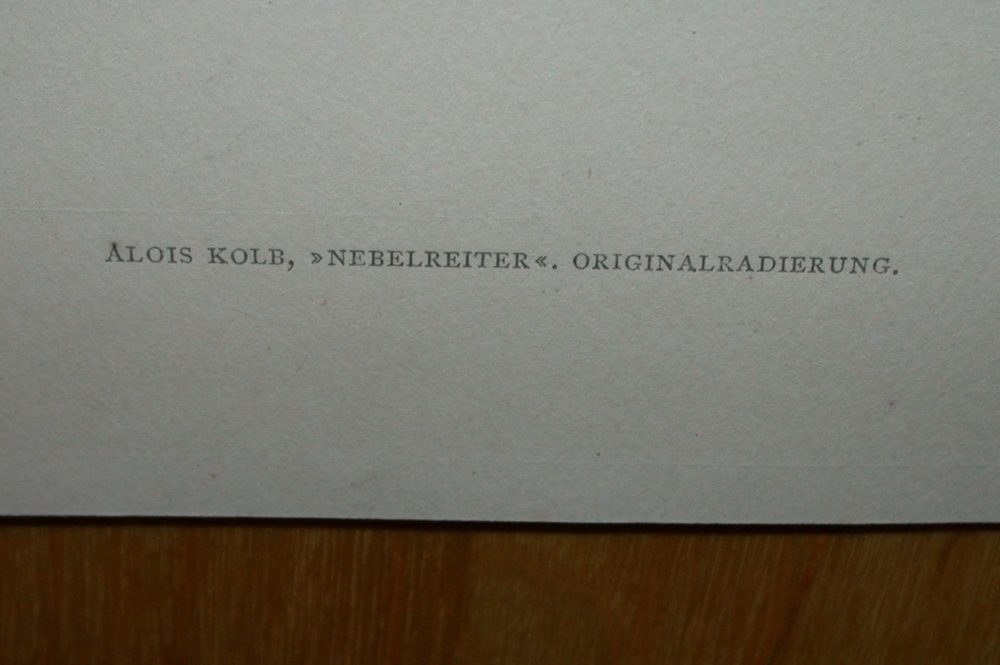 ALOIS KOLB, »NEBELREITER«. ORIGINALRADIERUNG.